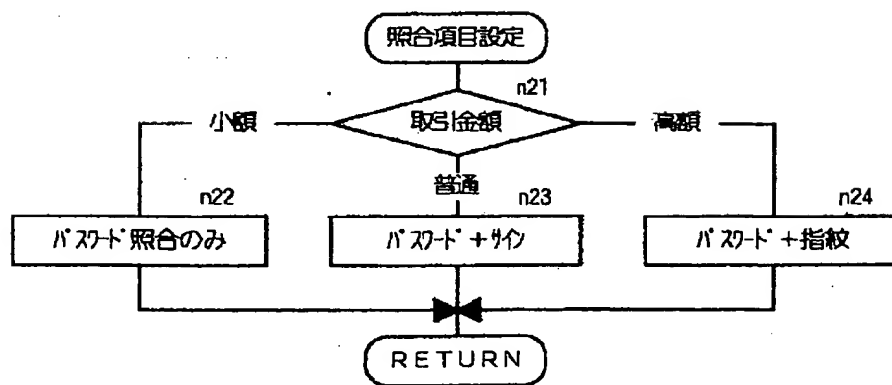 照合項目設定
n21
小額
取引金額
高額
普通
n22
n23
n24
パスワード照合のみ
パスワード+サイン
パスワード+指紋
RETURN